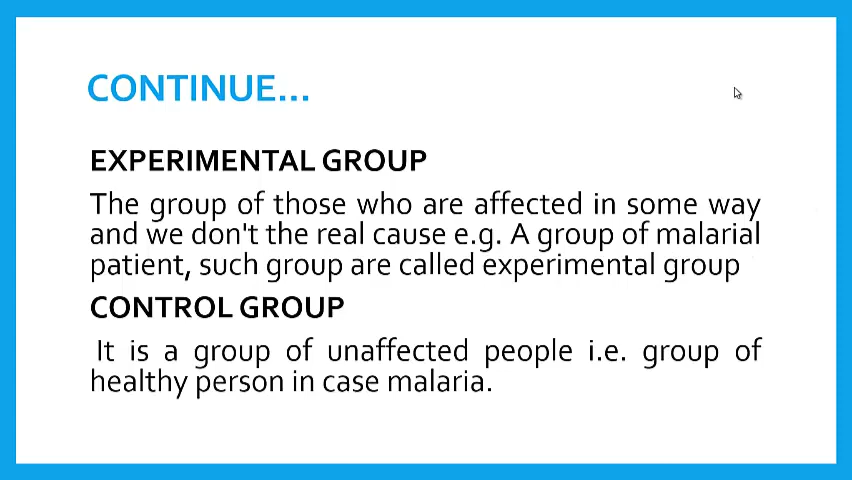 CONTINUE...
EXPERIMENTAL GROUP
The group of those who are affected in some way
and we don't the real cause e.g. A group of malarial
patient, such group are called experimental group
CONTROL GROUP
It is a group of unaffected people i.e. group of
healthy person in case malaria.